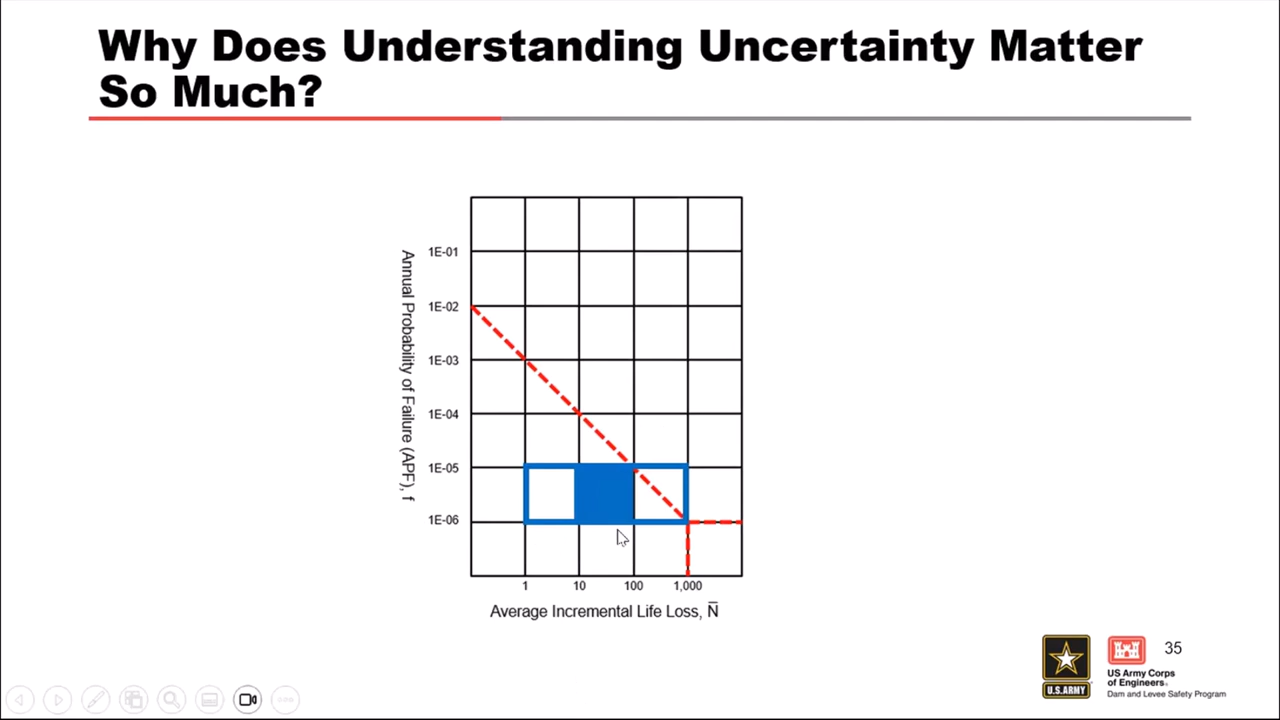 Why Does Understanding Uncertainty Matter
So Much?
Annual Probability of Failure (APF), f
1E-01
1E-02
1E-03
1E-04
1E-05
1E-06
1 10 100 1,000
Average Incremental Life Loss, N̅
35
U.S.ARMY
US Army Corps
of Engineers®
Dam and Levee Safety Program